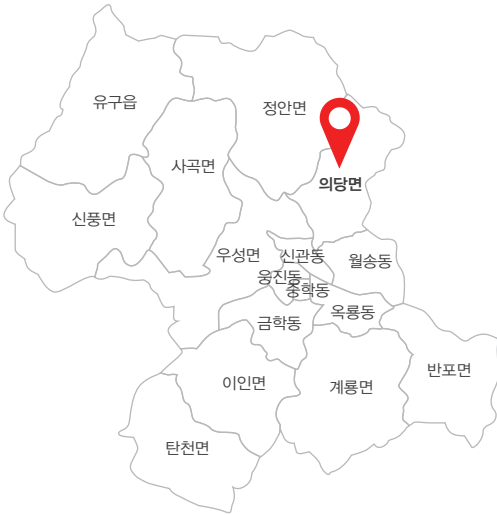 유구읍
정안면
사곡면
의당면
신풍면
우성면
신관동
월송동
웅진동
중학동
옥룡동
금학동
반포면
이인면
계룡면
탄천면